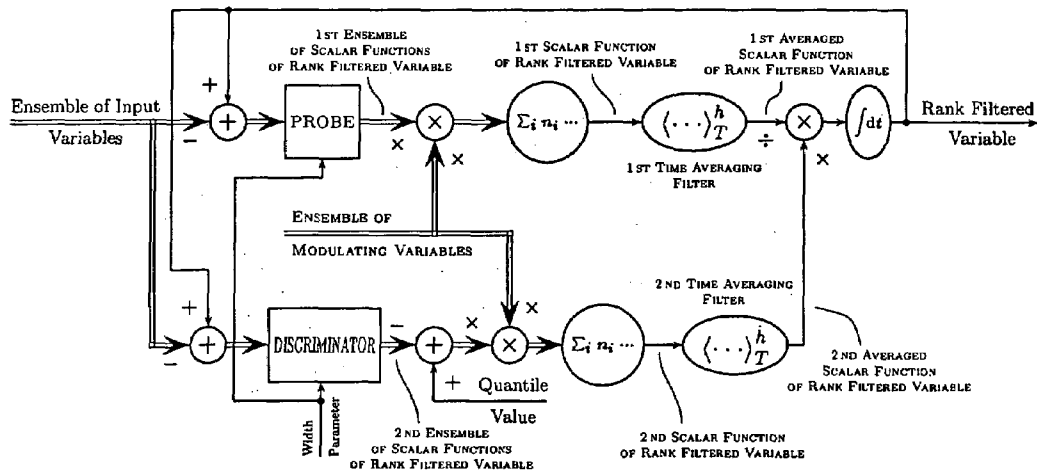 1ST ENSEMBLE
OF SCALAR FUNCTIONS
OF RANK FILTERED VARIABLE
1ST SCALAR FUNCTION
OF RANK FILTERED VARIABLE
1ST AVERAGED
SCALAR FUNCTION
OF RANK FILTERED VARIABLE
Ensemble of Input
Variables
+
−
+
PROBE
×
×
×
Σᵢ nᵢ ···
⟨···⟩ₜʰ
÷
×
×
∫dt
Rank Filtered
Variable
1ST TIME AVERAGING
FILTER
ENSEMBLE OF
MODULATING VARIABLES
2ND TIME AVERAGING
FILTER
+
−
+
DISCRIMINATOR
−
+
+
×
×
×
Σᵢ nᵢ ···
⟨···⟩ₜʰ
Quantile
Value
Width
Parameter
2ND ENSEMBLE
OF SCALAR FUNCTIONS
OF RANK FILTERED VARIABLE
2ND SCALAR FUNCTION
OF RANK FILTERED VARIABLE
2ND AVERAGED
SCALAR FUNCTION
OF RANK FILTERED VARIABLE